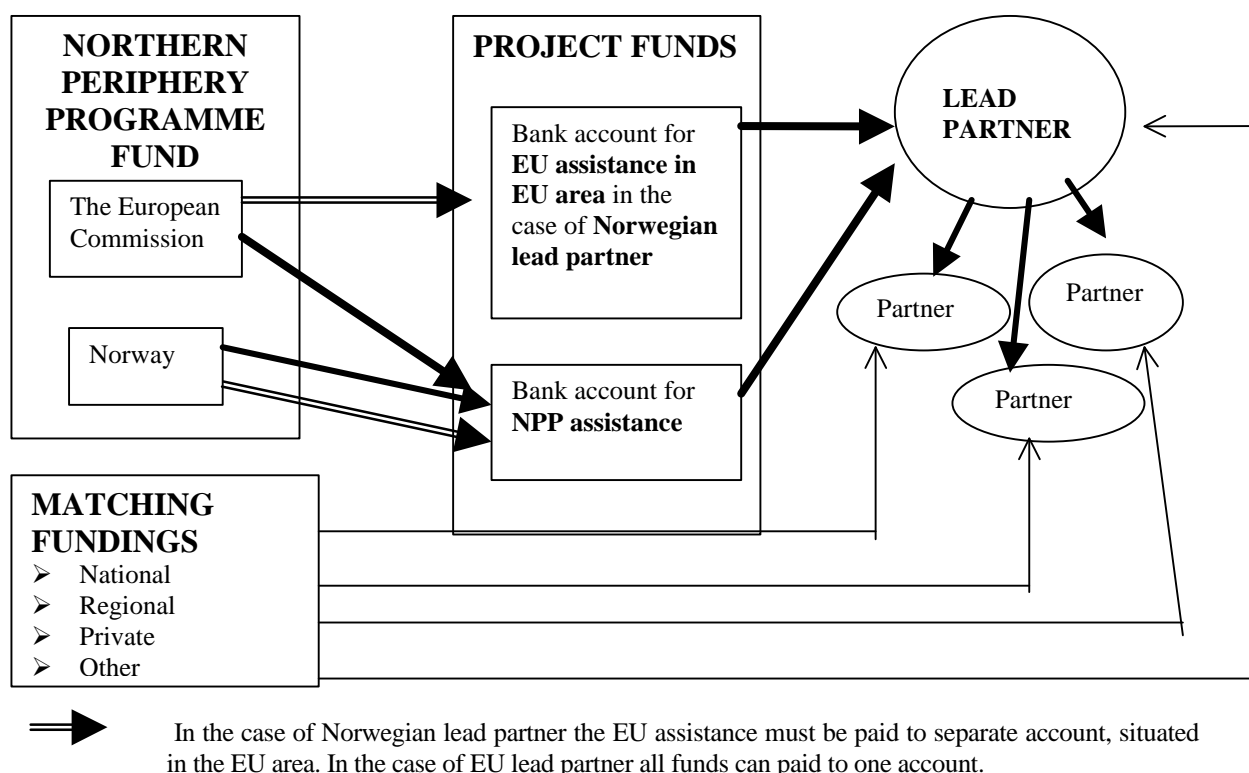 NORTHERN
PERIPHERY
PROGRAMME
FUND
The European
Commission
Norway
PROJECT FUNDS
Bank account for
EU assistance in
EU area in the
case of Norwegian
lead partner
Bank account for
NPP assistance
LEAD
PARTNER
Partner
Partner
Partner
MATCHING
FUNDINGS
➢ National
➢ Regional
➢ Private
➢ Other
In the case of Norwegian lead partner the EU assistance must be paid to separate account, situated
in the EU area. In the case of EU lead partner all funds can paid to one account.